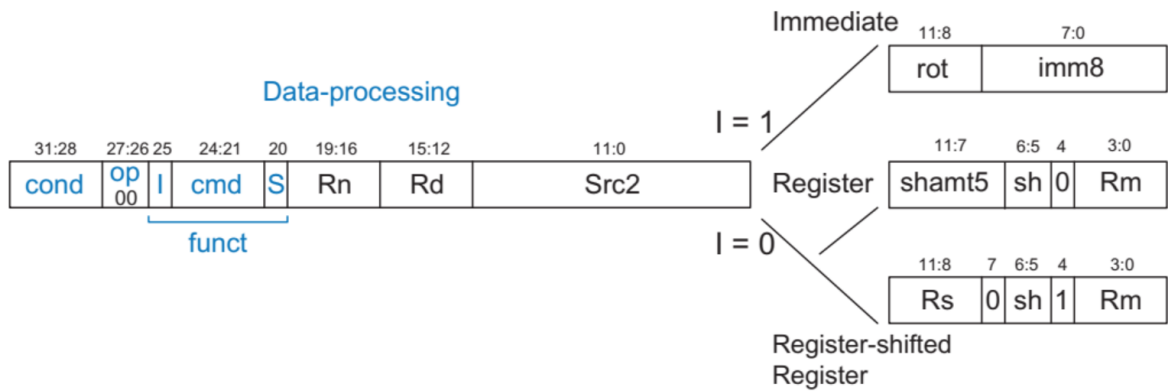 Data-processing
31:28 27:26 25 24:21 20 19:16 15:12 11:0
cond op 00 I cmd S Rn Rd Src2
funct
I = 1
I = 0
Immediate
11:8 7:0
rot imm8
Register
11:7 6:5 4 3:0
shamt5 sh 0 Rm
11:8 7 6:5 4 3:0
Rs 0 sh 1 Rm
Register-shifted
Register